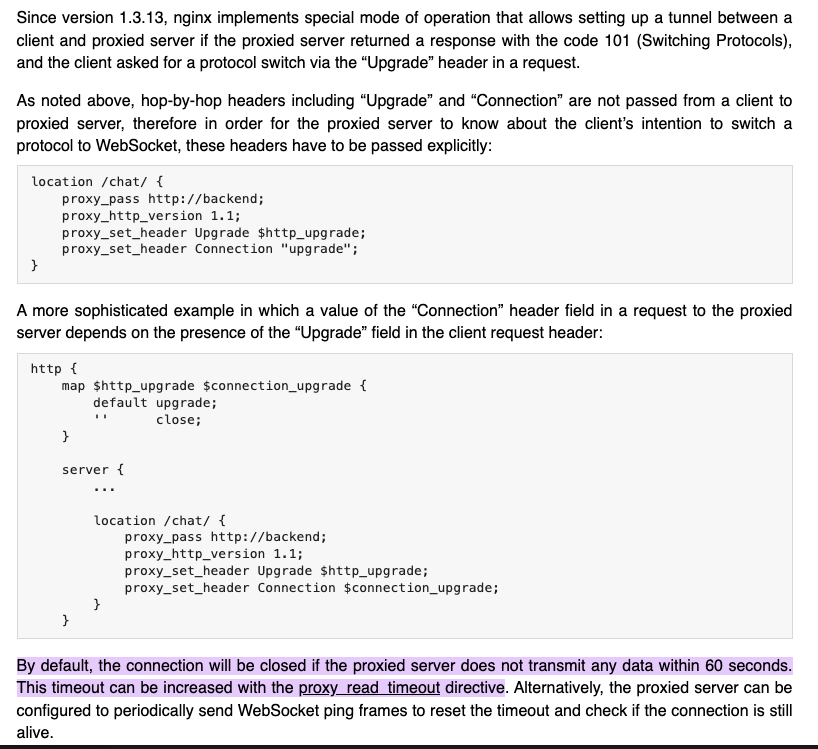 Since version 1.3.13, nginx implements special mode of operation that allows setting up a tunnel between a
client and proxied server if the proxied server returned a response with the code 101 (Switching Protocols),
and the client asked for a protocol switch via the “Upgrade” header in a request.
As noted above, hop-by-hop headers including “Upgrade” and “Connection” are not passed from a client to
proxied server, therefore in order for the proxied server to know about the client’s intention to switch a
protocol to WebSocket, these headers have to be passed explicitly:
location /chat/ {
    proxy_pass http://backend;
    proxy_http_version 1.1;
    proxy_set_header Upgrade $http_upgrade;
    proxy_set_header Connection "upgrade";
}
A more sophisticated example in which a value of the “Connection” header field in a request to the proxied
server depends on the presence of the “Upgrade” field in the client request header:
http {
    map $http_upgrade $connection_upgrade {
        default upgrade;
        ''      close;
    }
    server {
        ...
        location /chat/ {
            proxy_pass http://backend;
            proxy_http_version 1.1;
            proxy_set_header Upgrade $http_upgrade;
            proxy_set_header Connection $connection_upgrade;
        }
    }
By default, the connection will be closed if the proxied server does not transmit any data within 60 seconds.
This timeout can be increased with the proxy_read_timeout directive. Alternatively, the proxied server can be
configured to periodically send WebSocket ping frames to reset the timeout and check if the connection is still
alive.